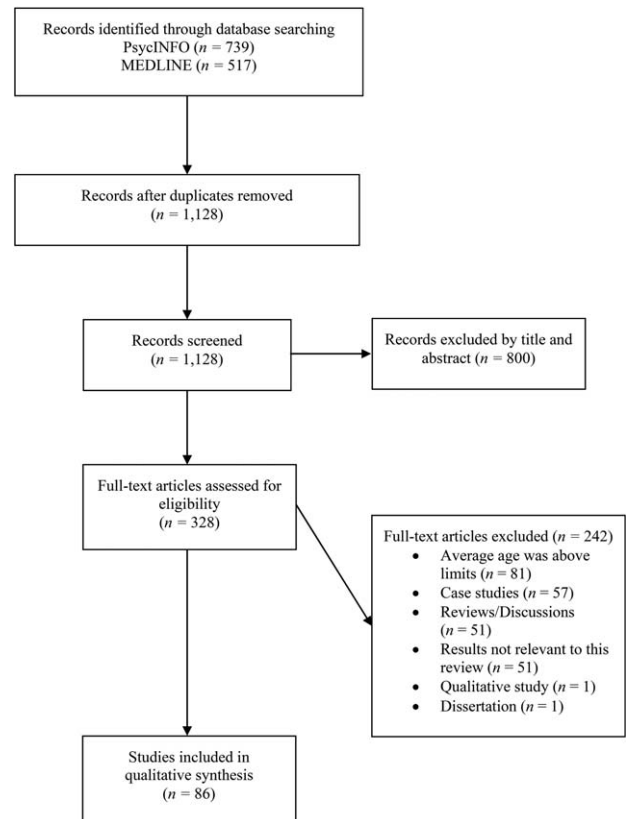 Records identified through database searching
PsycINFO (n = 739)
MEDLINE (n = 517)
Records after duplicates removed
(n = 1,128)
Records screened
(n = 1,128)
Records excluded by title and
abstract (n = 800)
Full-text articles assessed for
eligibility
(n = 328)
Full-text articles excluded (n = 242)
• Average age was above
limits (n = 81)
• Case studies (n = 57)
• Reviews/Discussions
(n = 51)
• Results not relevant to this
review (n = 51)
• Qualitative study (n = 1)
• Dissertation (n = 1)
Studies included in
qualitative synthesis
(n = 86)